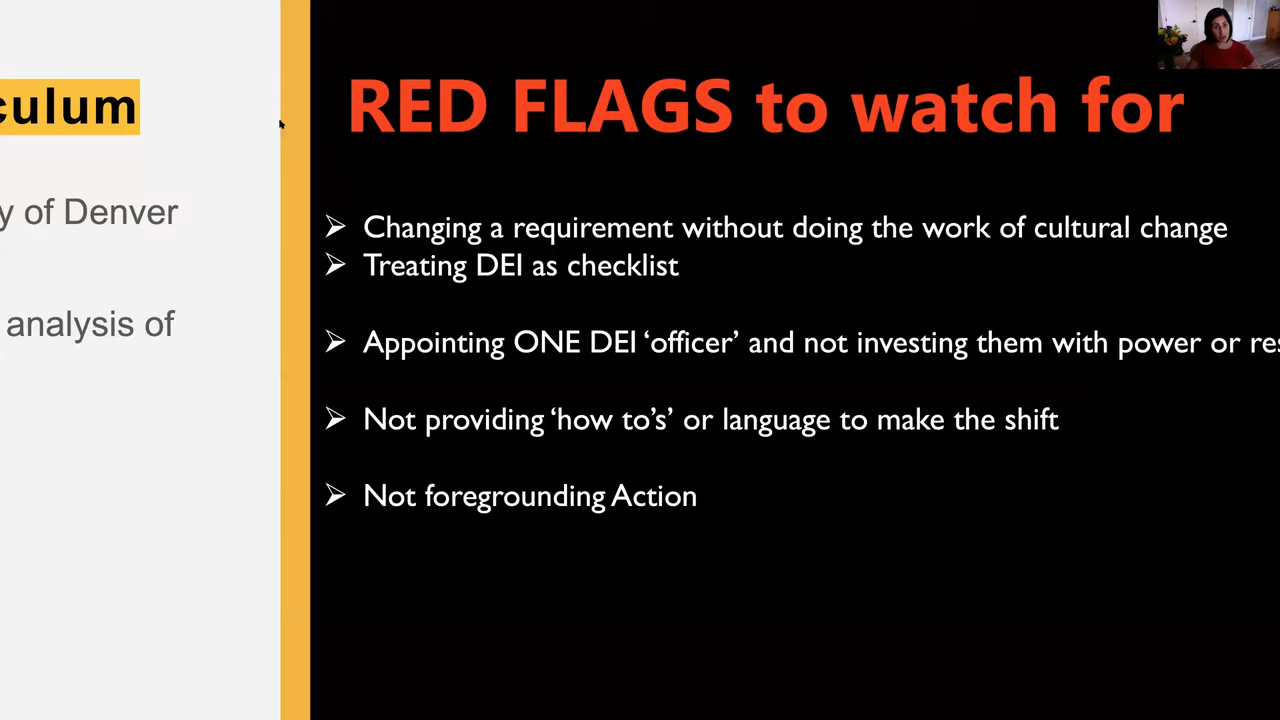 culum
y of Denver
analysis of
RED FLAGS to watch for
➢ Changing a requirement without doing the work of cultural change
➢ Treating DEI as checklist
➢ Appointing ONE DEI ‘officer’ and not investing them with power or
➢ Not providing ‘how to’s’ or language to make the shift
➢ Not foregrounding Action